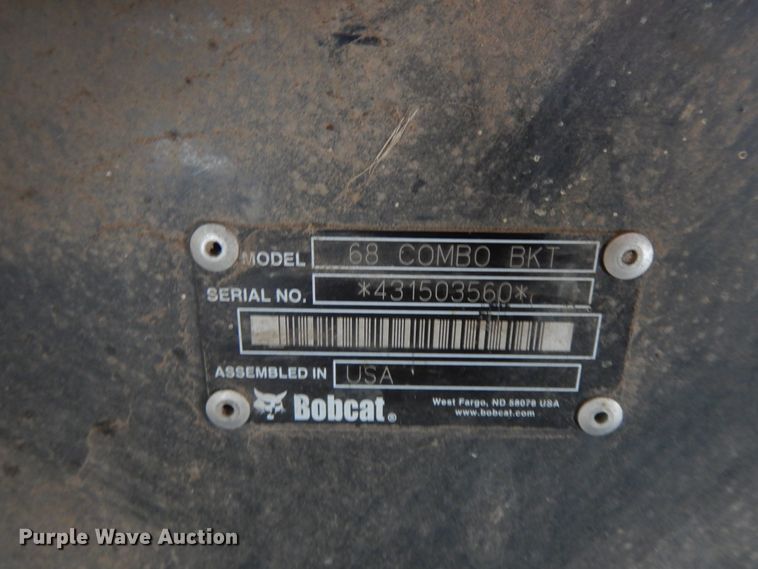 MODEL 68 COMBO BKT
SERIAL NO. *431503560*
ASSEMBLED IN USA
Bobcat®
West Fargo, ND 58078 USA
www.bobcat.com
Purple Wave Auction®